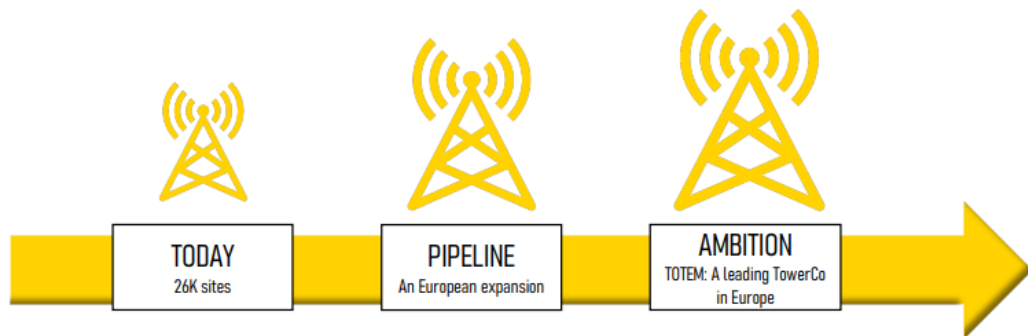 TODAY
26K sites
PIPELINE
An European expansion
AMBITION
TOTEM: A leading TowerCo
in Europe